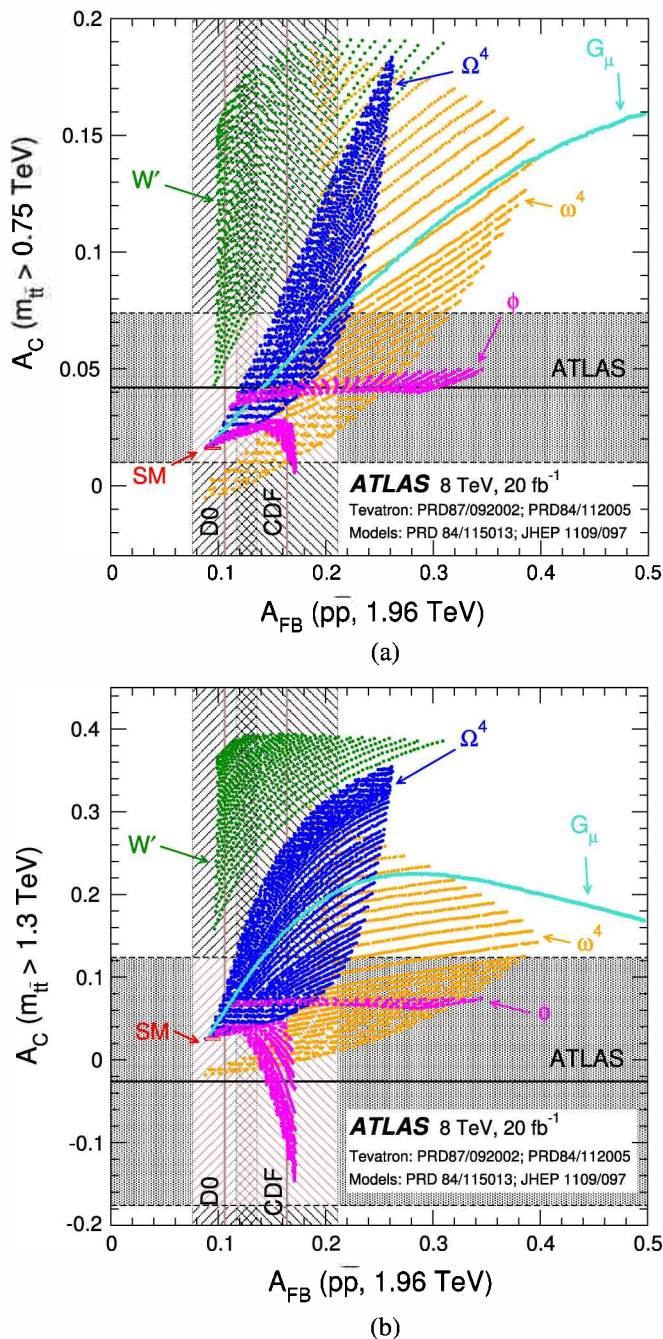 0.2
0.15
0.1
0.05
0
A_C (m_tt̄ > 0.75 TeV)
W′
Ω⁴
G_μ
ω⁴
ϕ
ATLAS
SM
D0
CDF
ATLAS 8 TeV, 20 fb⁻¹
Tevatron: PRD87/092002; PRD84/112005
Models: PRD 84/115013; JHEP 1109/097
0 0.1 0.2 0.3 0.4 0.5
A_FB (pp̄, 1.96 TeV)
(a)
0.4
0.3
0.2
0.1
0
-0.1
-0.2
A_C (m_tt̄ > 1.3 TeV)
W′
Ω⁴
G_μ
ω⁴
ϕ
SM
ATLAS
D0
CDF
ATLAS 8 TeV, 20 fb⁻¹
Tevatron: PRD87/092002; PRD84/112005
Models: PRD 84/115013; JHEP 1109/097
0 0.1 0.2 0.3 0.4 0.5
A_FB (pp̄, 1.96 TeV)
(b)